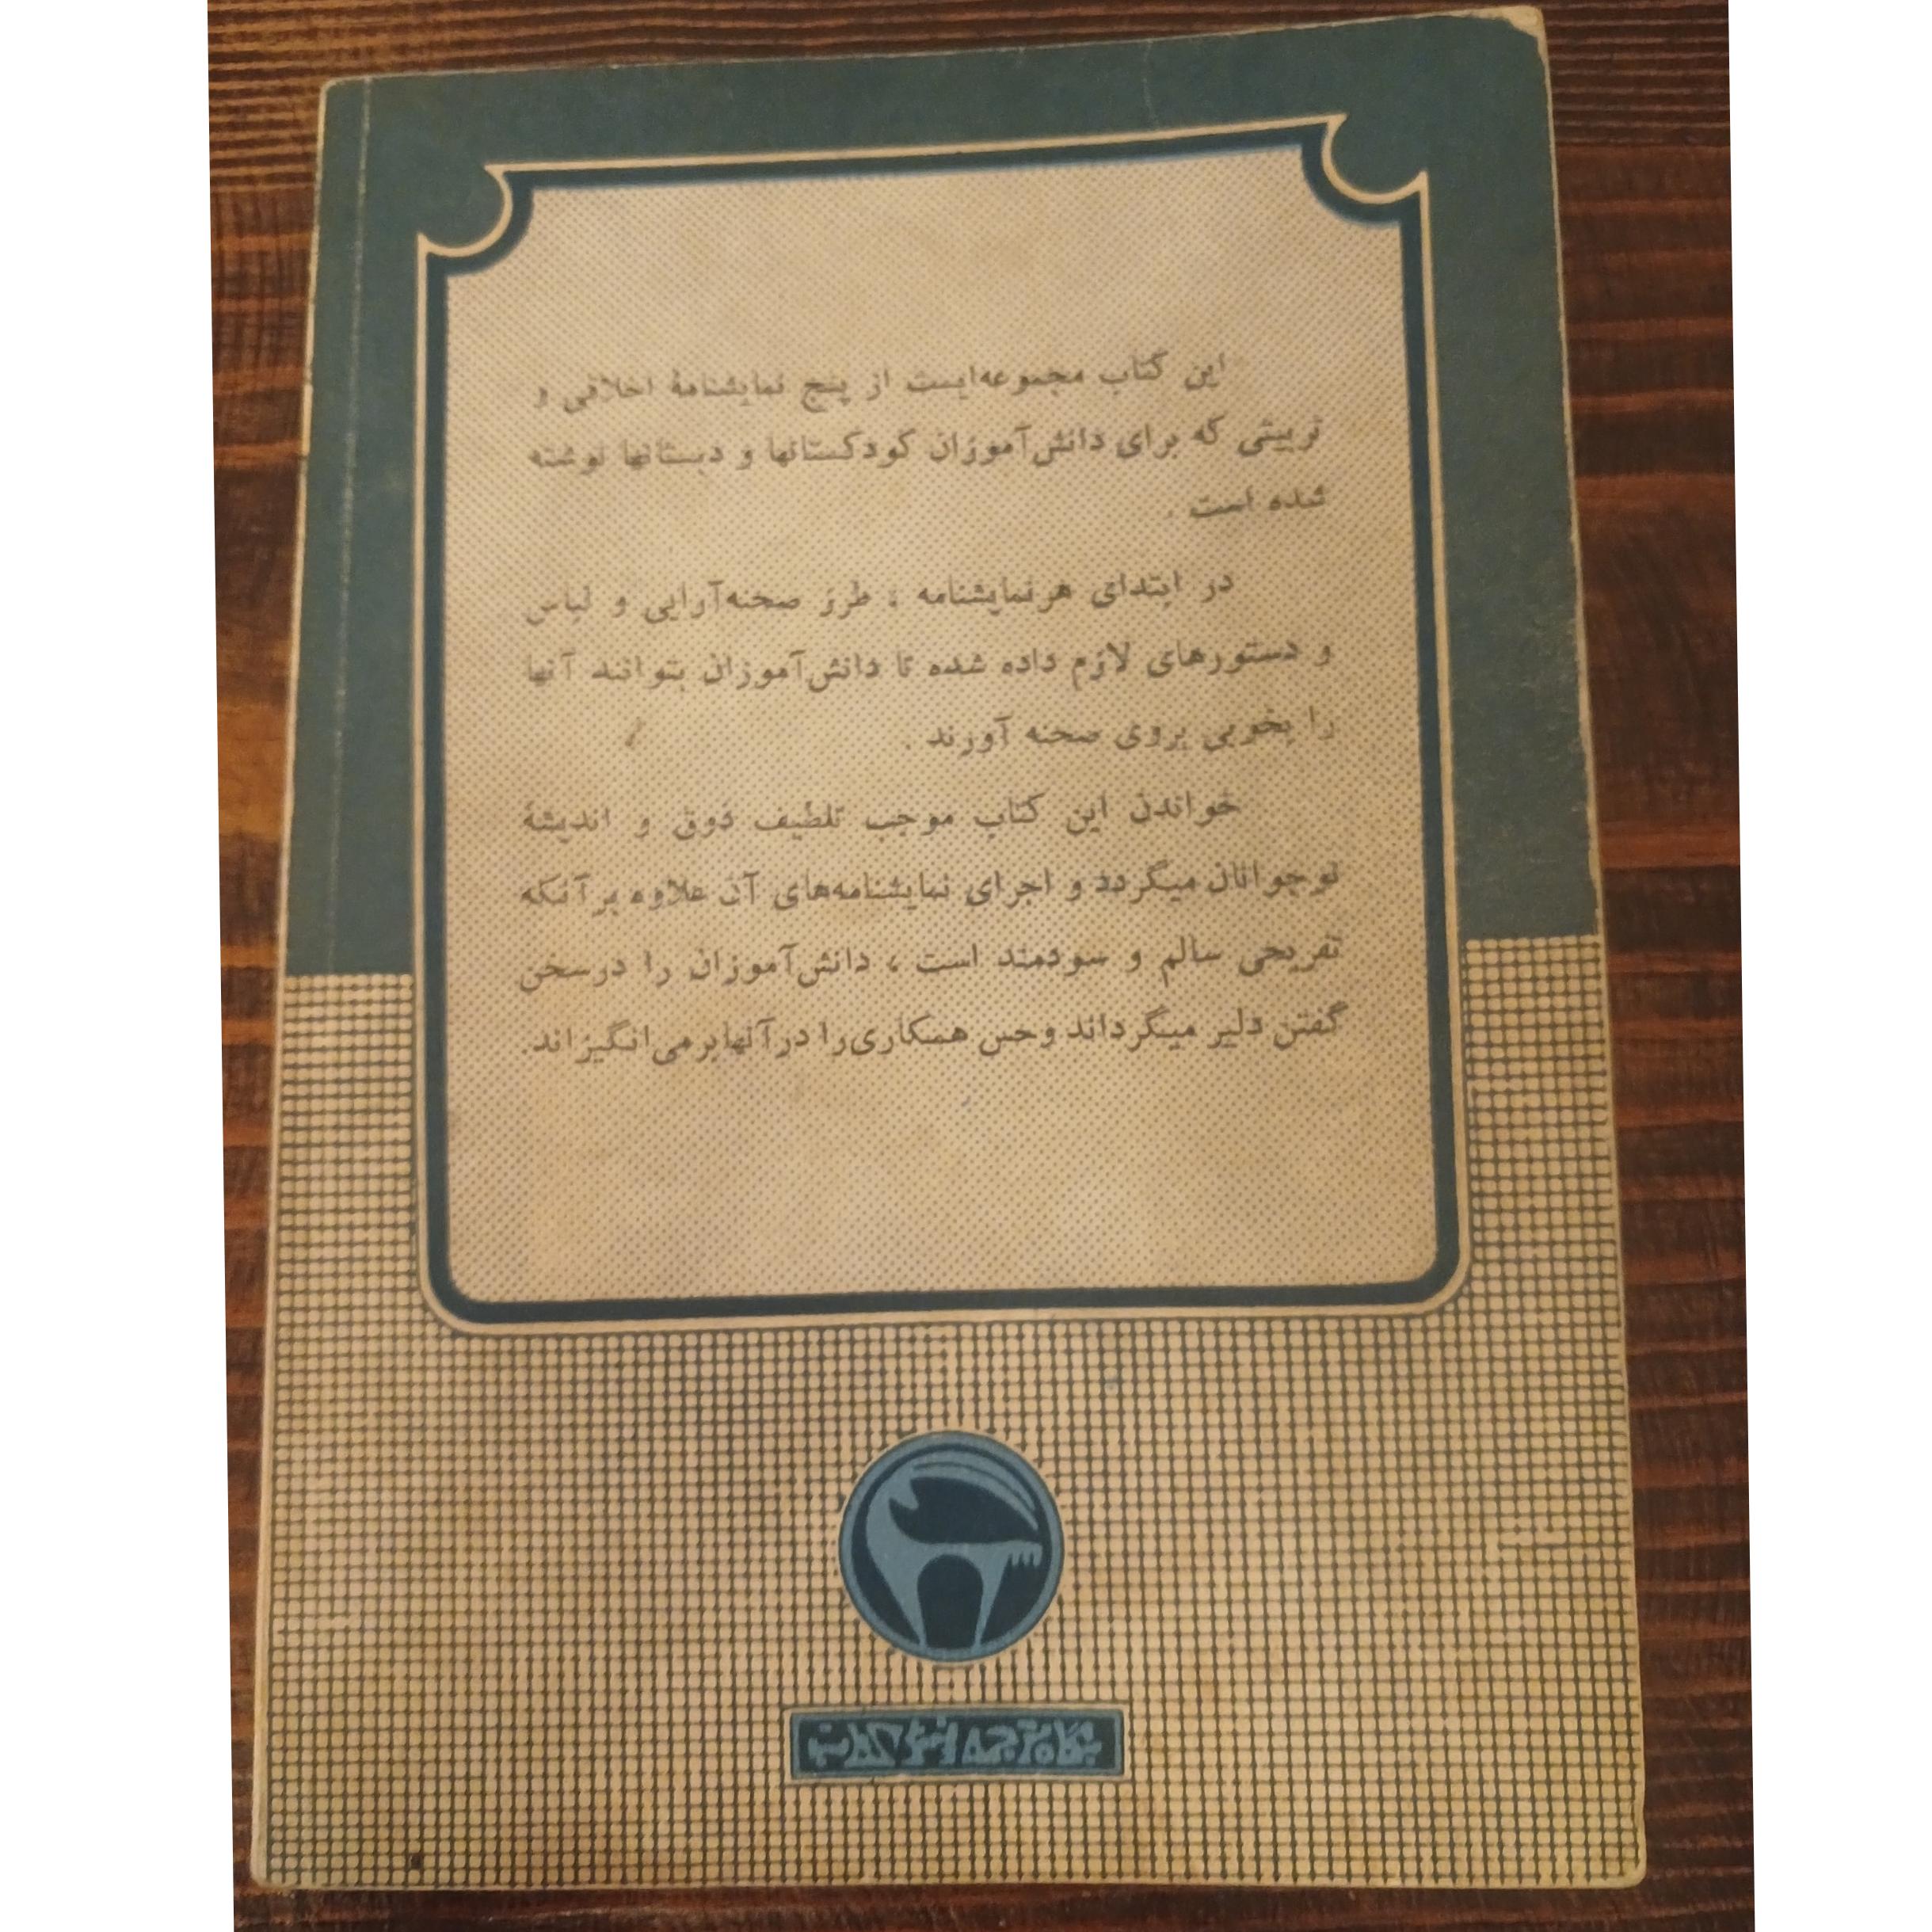 این کتاب مجموعه‌ایست از پنج نمایشنامهٔ اخلاقی و
تربیتی که برای دانش‌آموزان کودکستانها و دبستانها نوشته
شده است .
در ابتدای هر نمایشنامه ، طرز صحنه‌آرایی و لباس
و دستورهای لازم داده شده تا دانش‌آموزان بتوانند آنها
را بخوبی بروی صحنه آورند .
خواندن این کتاب موجب تلطیف ذوق و اندیشهٔ
نوجوانان میگردد و اجرای نمایشنامه‌های آن علاوه بر آنکه
تفریحی سالم و سودمند است ، دانش‌آموزان را در سخن
گفتن دلیر میگرداند و حس همکاری را در آنها بر می‌انگیزاند.
بنگاه ترجمه و نشر کتاب